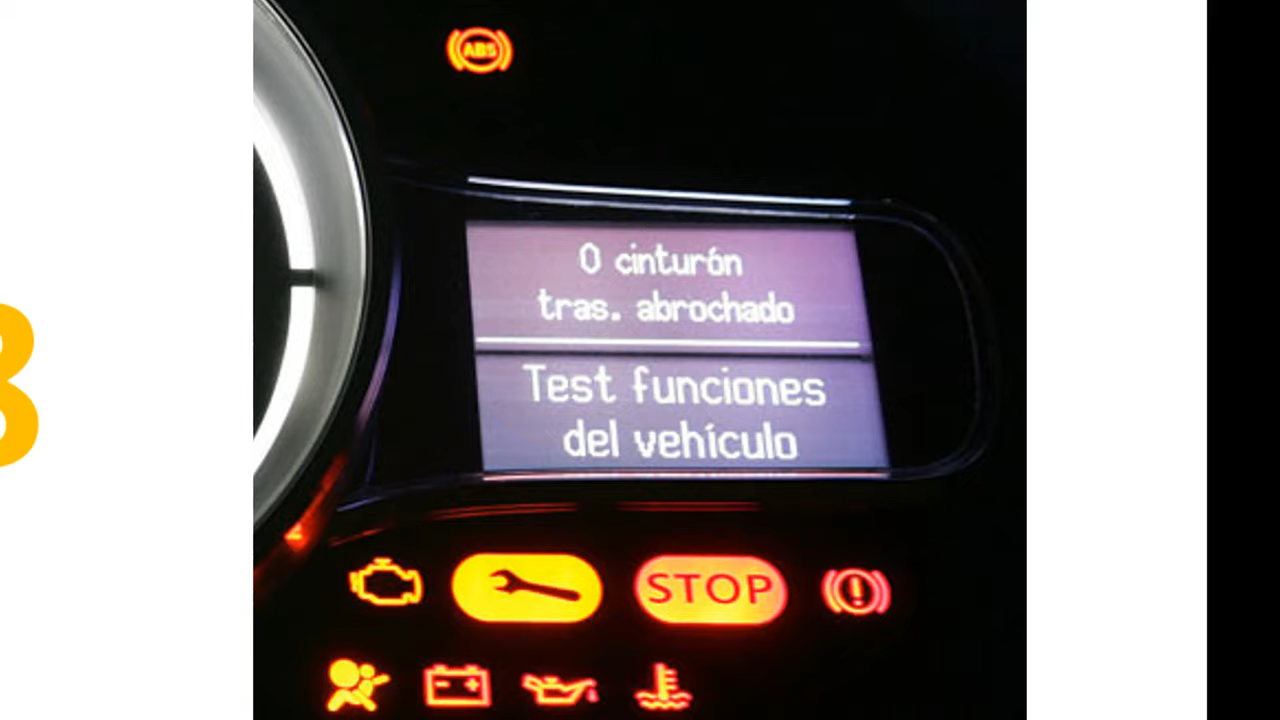 ABS
0 cinturón
tras. abrochado
Test funciones
del vehículo
STOP